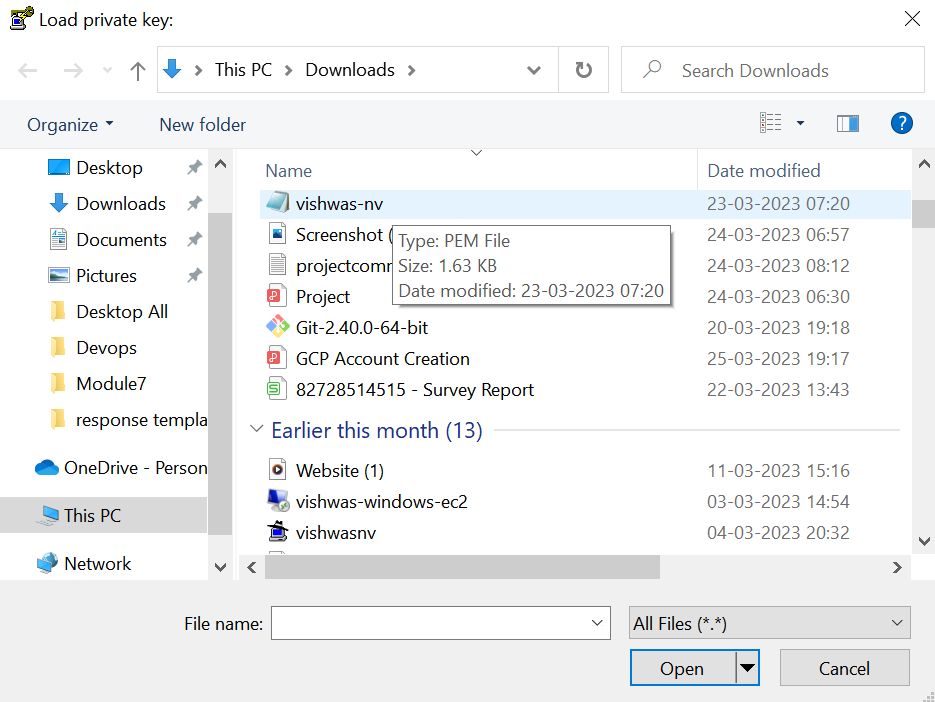 Load private key:
This PC Downloads Search Downloads
Organize New folder ?
Name Date modified
Desktop
Downloads
Documents
Pictures
Desktop All
Devops
Module7
response templa
OneDrive - Person
This PC
Network
vishwas-nv 23-03-2023 07:20
Screenshot ( 24-03-2023 06:57
Type: PEM File
Size: 1.63 KB
Date modified: 23-03-2023 07:20
projectcomm 24-03-2023 08:12
Project 24-03-2023 06:30
Git-2.40.0-64-bit 20-03-2023 19:18
GCP Account Creation 25-03-2023 19:17
82728514515 - Survey Report 22-03-2023 13:43
Earlier this month (13)
Website (1) 11-03-2023 15:16
vishwas-windows-ec2 03-03-2023 14:54
vishwasnv 04-03-2023 20:32
File name: All Files (*.*)
Open Cancel